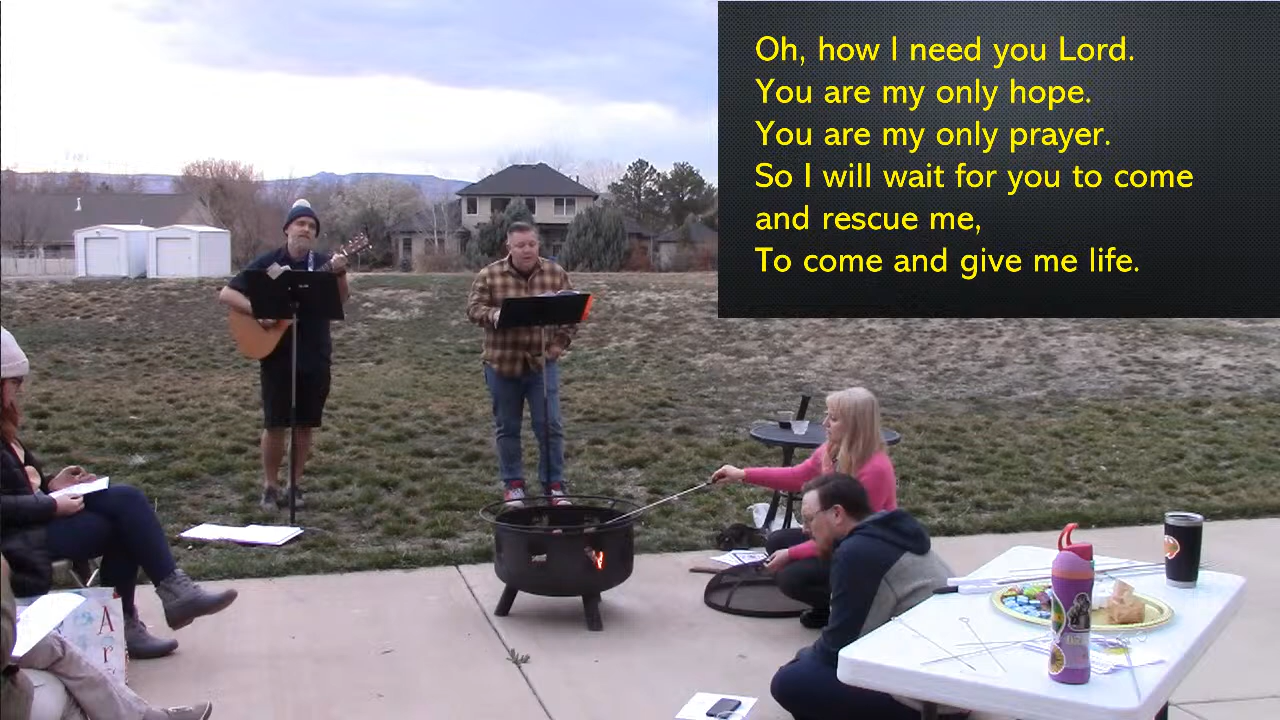 Oh, how I need you Lord.
You are my only hope.
You are my only prayer.
So I will wait for you to come
and rescue me,
To come and give me life.
Ar